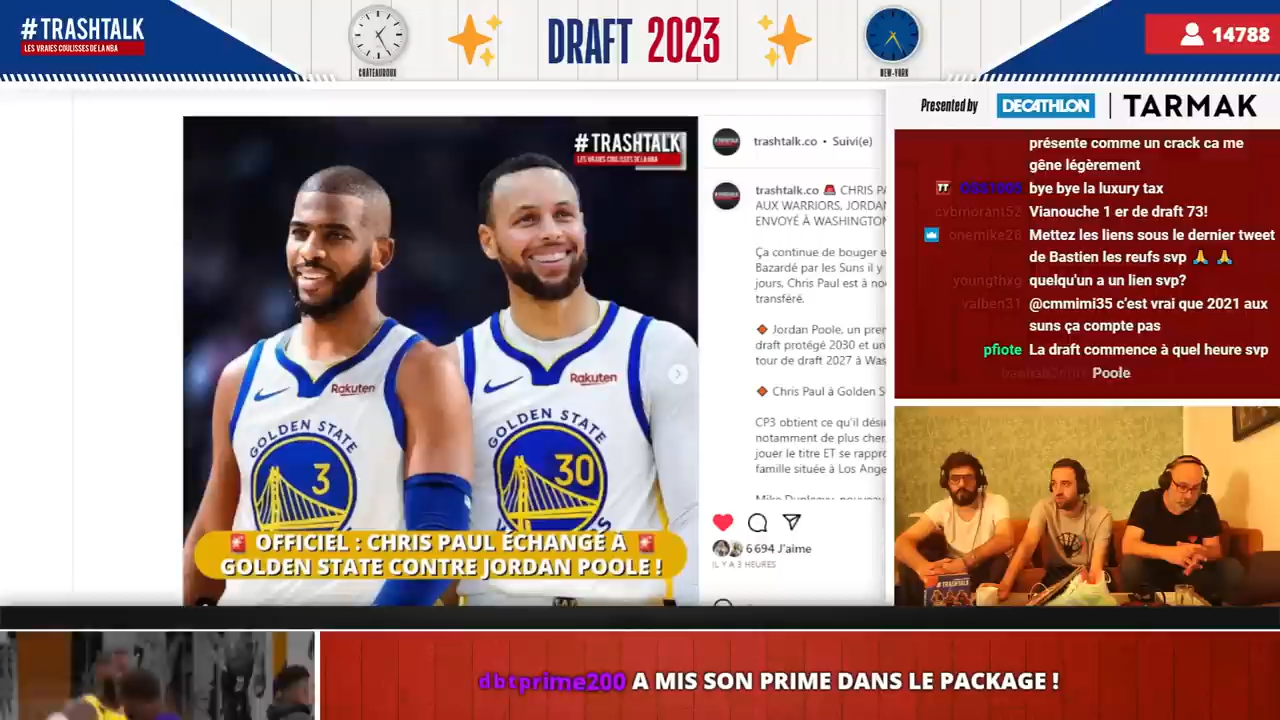 #TRASHTALK
LES VRAIES COULISSES DE LA NBA
CHÂTEAUROUX
DRAFT 2023
NEW-YORK
14788
Presented by
DECATHLON
TARMAK
#TRASHTALK
LES VRAIES COULISSES DE LA NBA
Rakuten
Rakuten
GOLDEN STATE
3
GOLDEN STATE
30
🚨 OFFICIEL : CHRIS PAUL ÉCHANGÉ À 🚨
GOLDEN STATE CONTRE JORDAN POOLE !
trashtalk.co • Suivi(e)
trashtalk.co 🚨 CHRIS PA
AUX WARRIORS, JORDA
ENVOYÉ À WASHINGTON
Ça continue de bouger e
Bazardé par les Suns il y
jours, Chris Paul est à no
transféré.
🔸 Jordan Poole, un prer
draft protégé 2030 et un
tour de draft 2027 à Was
🔸 Chris Paul à Golden S
CP3 obtient ce qu'il dési
notamment de plus cher
jouer le titre ET se rappro
famille située à Los Ange
6 694 J'aime
IL Y A 3 HEURES
présente comme un crack ca me
gêne légèrement
TT bye bye la luxury tax
cvbmorant52 Vianouche 1 er de draft 73!
onemike26 Mettez les liens sous le dernier tweet
de Bastien les reufs svp 🙏 🙏
youngthxg quelqu'un a un lien svp?
valben31 @cmmimi35 c'est vrai que 2021 aux
suns ça compte pas
pfiote La draft commence à quel heure svp
Poole
#TRASHTALK
dbtprime200 A MIS SON PRIME DANS LE PACKAGE !